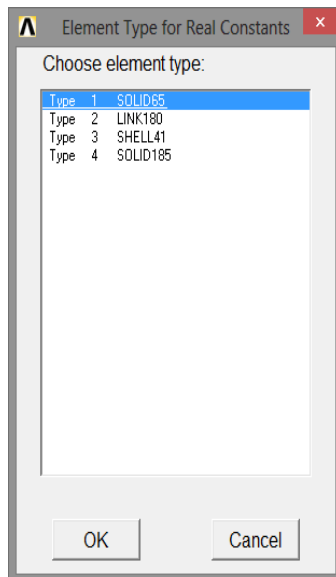 Element Type for Real Constants
x
Choose element type:
Type 1 SOLID65
Type 2 LINK180
Type 3 SHELL41
Type 4 SOLID185
OK Cancel